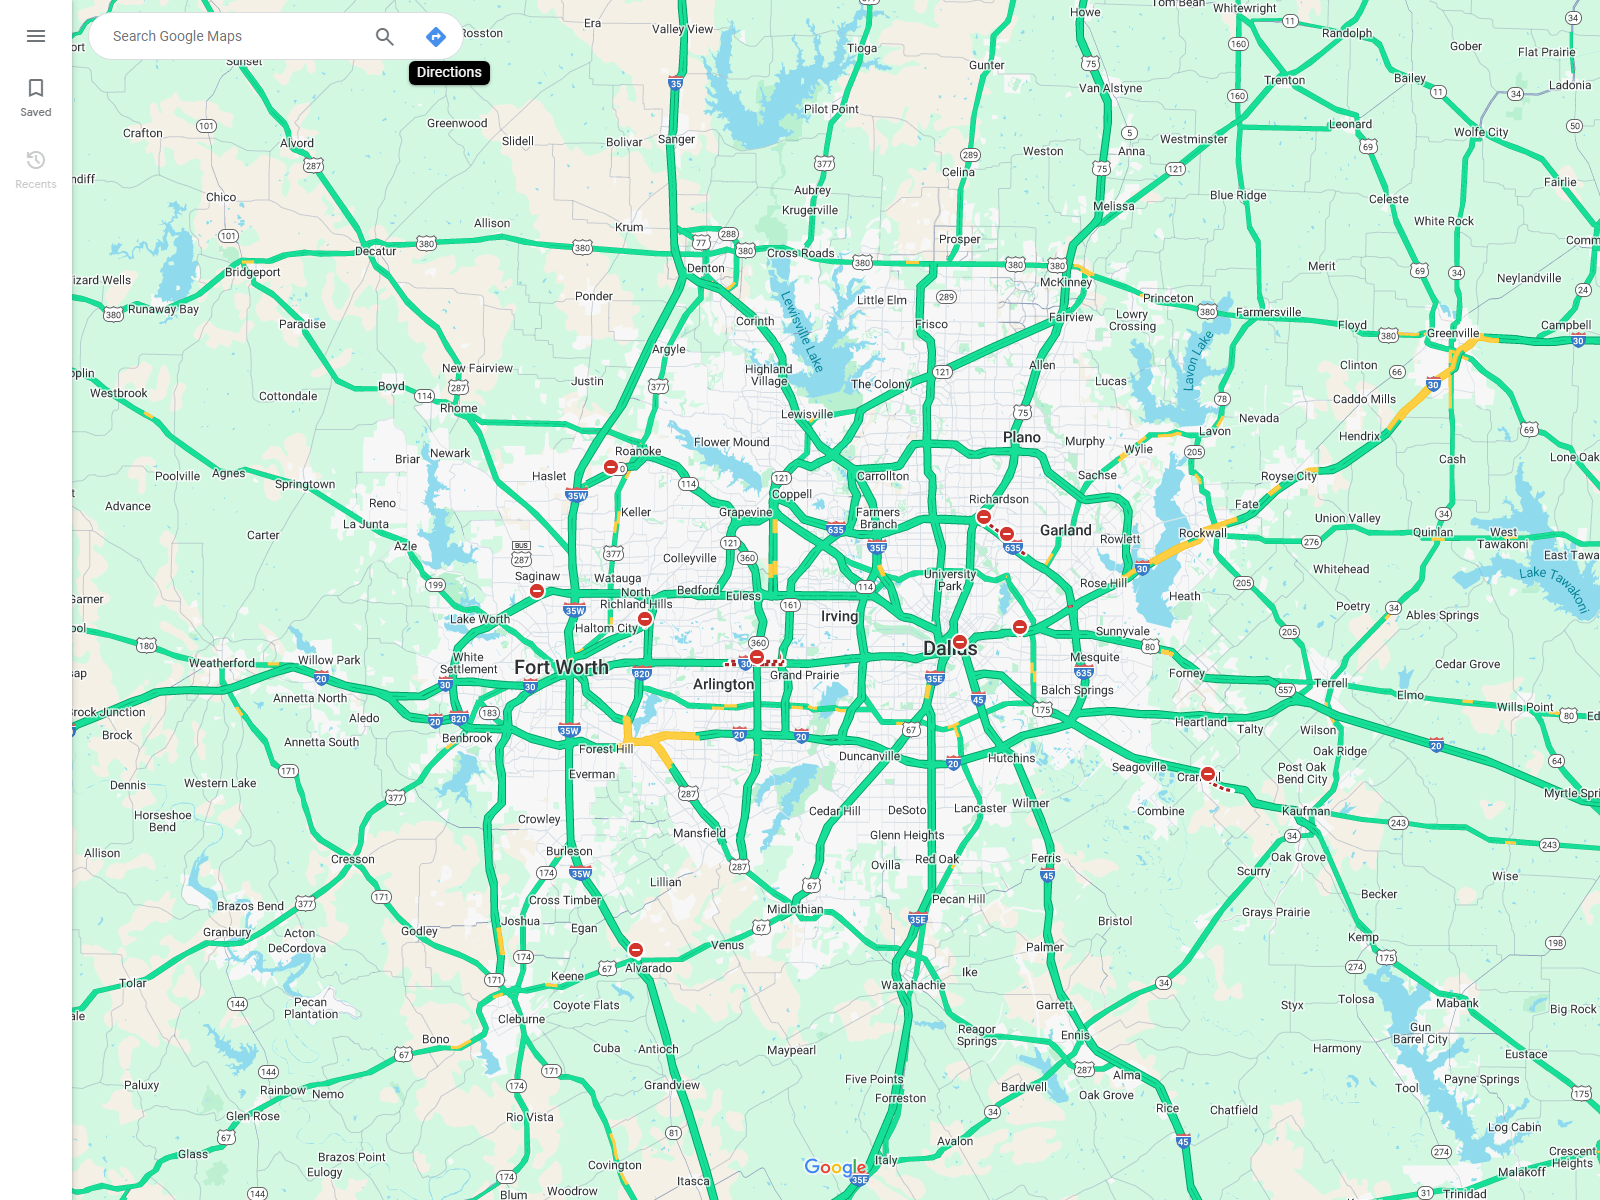 Search Google Maps
Directions
Saved
Recents
Rosston
Era
Valley View
Tioga
Howe
Tom Bean
Whitewright
Randolph
Gober
Flat Prairie
Ladonia
Sunset
Gunter
Van Alstyne
Trenton
Bailey
Pilot Point
Crafton
Alvord
Greenwood
Slidell
Bolivar
Sanger
Weston
Anna
Westminster
Leonard
Wolfe City
Celina
Chico
Aubrey
Krugerville
Melissa
Blue Ridge
Celeste
Fairlie
White Rock
Allison
Krum
Prosper
Decatur
Bridgeport
Denton
Cross Roads
McKinney
Merit
Neylandville
Runaway Bay
Ponder
Little Elm
Princeton
Lowry
Crossing
Farmersville
Floyd
Greenville
Campbell
Paradise
Corinth
Lewisville Lake
Frisco
Fairview
Argyle
Allen
Lavon Lake
Clinton
New Fairview
Justin
Highland
Village
The Colony
Lucas
Westbrook
Cottondale
Boyd
Rhome
Lewisville
Nevada
Caddo Mills
Hendrix
Flower Mound
Plano
Murphy
Wylie
Lavon
Briar
Newark
Roanoke
Sachse
Cash
Lone Oak
Poolville
Agnes
Springtown
Haslet
Carrollton
Royse City
Advance
Reno
La Junta
Keller
Grapevine
Coppell
Farmers
Branch
Richardson
Garland
Rowlett
Rockwall
Fate
Union Valley
Quinlan
West
Tawakoni
East Tawa
Lake Tawakoni
Carter
Azle
Saginaw
Watauga
Colleyville
University
Park
Rose Hill
Heath
Whitehead
North
Richland Hills
Bedford
Euless
Irving
Poetry
Ables Springs
Lake Worth
Haltom City
Dallas
Sunnyvale
Weatherford
Willow Park
White
Settlement
Fort Worth
Arlington
Grand Prairie
Mesquite
Balch Springs
Forney
Terrell
Cedar Grove
Elmo
Wills Point
Annetta North
Brock Junction
Brock
Aledo
Annetta South
Benbrook
Forest Hill
Everman
Duncanville
Hutchins
Heartland
Talty
Wilson
Oak Ridge
Dennis
Western Lake
Seagoville
Post Oak
Bend City
Horseshoe
Bend
Crowley
Cedar Hill
DeSoto
Lancaster
Wilmer
Combine
Kaufman
Myrtle Spri
Mansfield
Glenn Heights
Allison
Cresson
Burleson
Lillian
Ovilla
Red Oak
Ferris
Scurry
Oak Grove
Wise
Brazos Bend
Cross Timber
Midlothian
Pecan Hill
Becker
Granbury
Acton
DeCordova
Godley
Joshua
Egan
Venus
Bristol
Grays Prairie
Palmer
Kemp
Tolar
Keene
Alvarado
Ike
Pecan
Plantation
Coyote Flats
Waxahachie
Garrett
Styx
Tolosa
Mabank
Big Rock
Cleburne
Reagor
Springs
Ennis
Gun
Barrel City
Bono
Cuba
Antioch
Maypearl
Harmony
Eustace
Paluxy
Rainbow
Nemo
Grandview
Five Points
Bardwell
Alma
Oak Grove
Tool
Payne Springs
Glen Rose
Rio Vista
Forreston
Rice
Chatfield
Log Cabin
Glass
Brazos Point
Eulogy
Covington
Google
Italy
Avalon
Crescent
Heights
Malakoff
Blum
Woodrow
Itasca
Trinidad